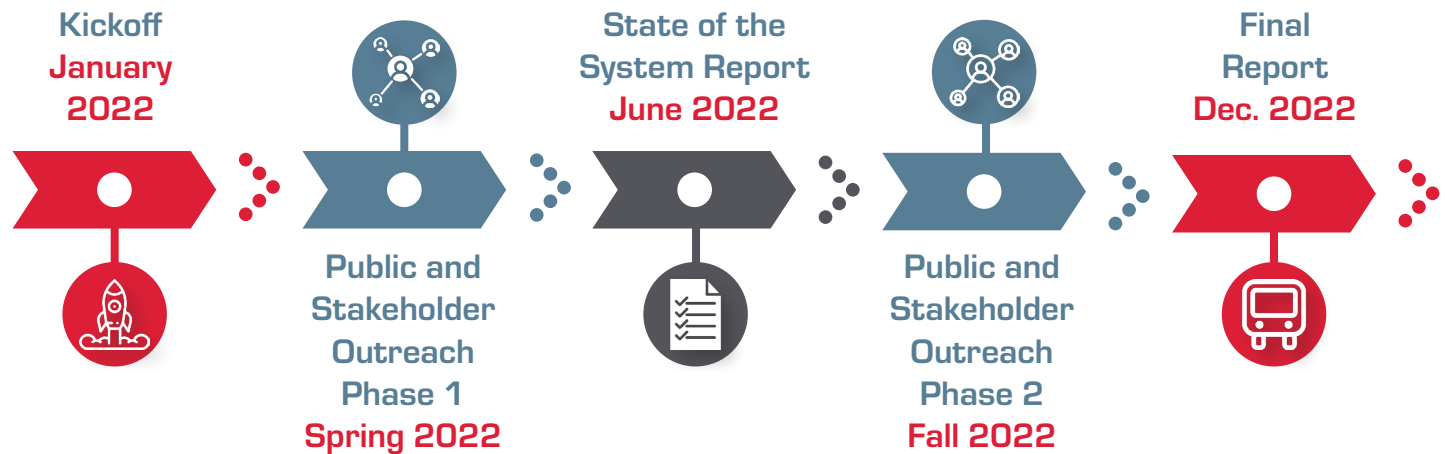 Kickoff
January
2022
Public and
Stakeholder
Outreach
Phase 1
Spring 2022
State of the
System Report
June 2022
Public and
Stakeholder
Outreach
Phase 2
Fall 2022
Final
Report
Dec. 2022